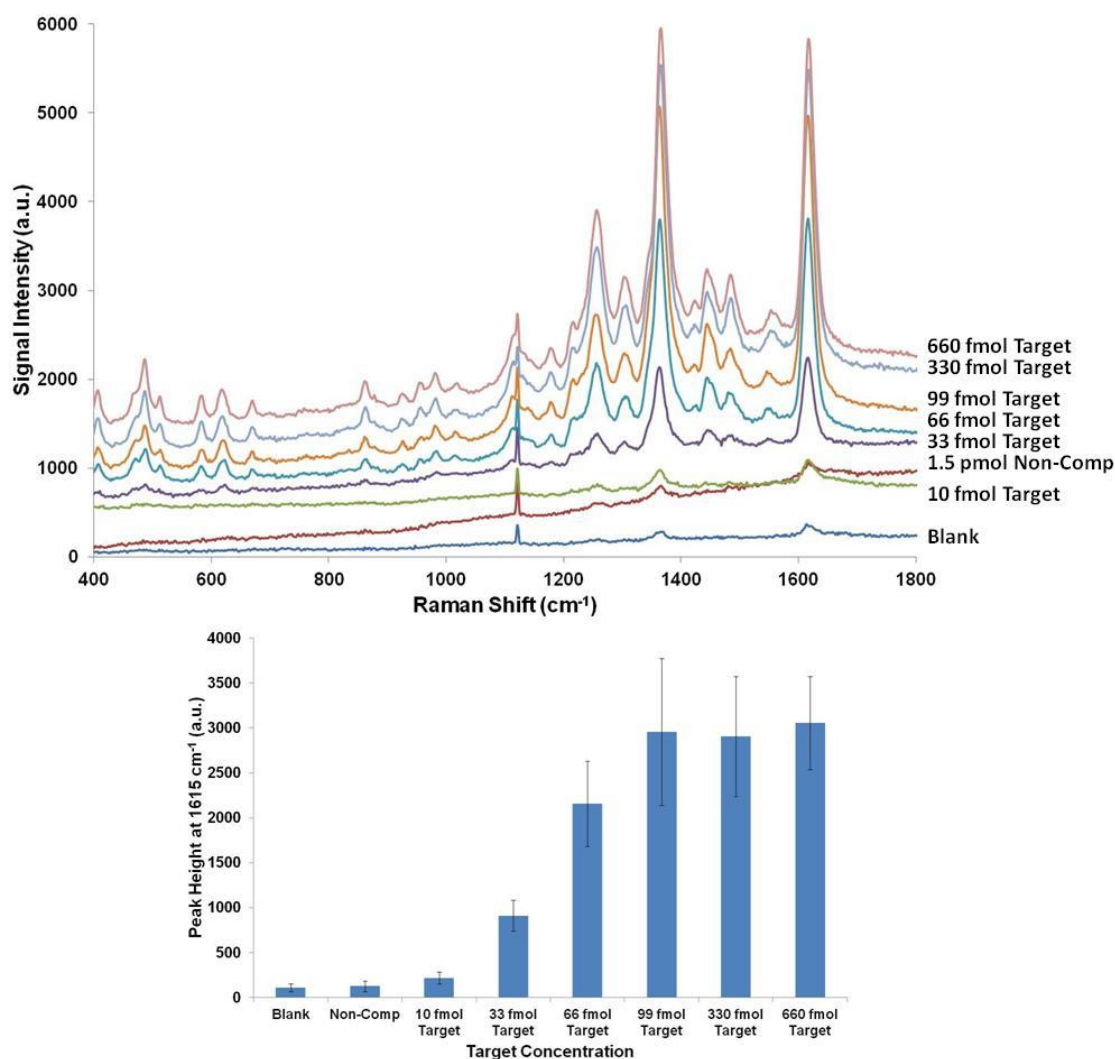 6000
5000
4000
3000
2000
1000
0
Signal Intensity (a.u.)
400 600 800 1000 1200 1400 1600 1800
Raman Shift (cm-1)
660 fmol Target
330 fmol Target
99 fmol Target
66 fmol Target
33 fmol Target
1.5 pmol Non-Comp
10 fmol Target
Blank
4000
3500
3000
2500
2000
1500
1000
500
0
Peak Height at 1615 cm-1 (a.u.)
Blank Non-Comp 10 fmol 33 fmol 66 fmol 99 fmol 330 fmol 660 fmol
Target Target Target Target Target Target
Target Concentration